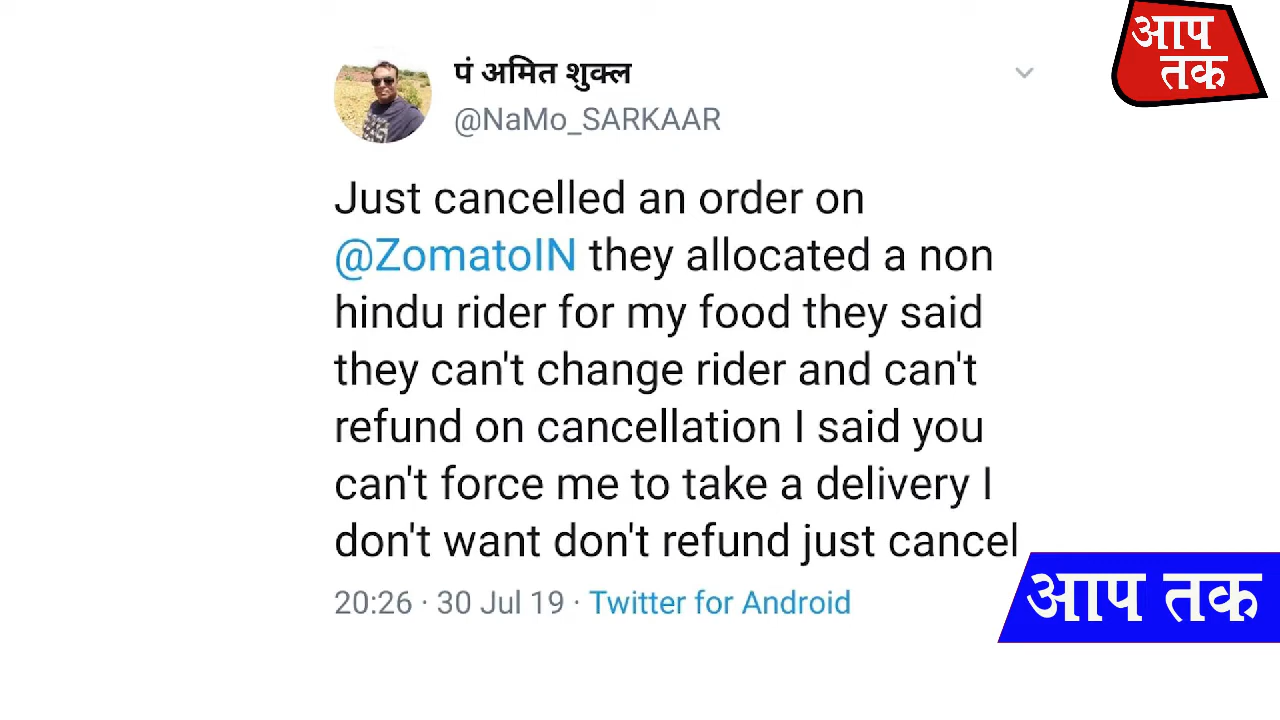 आप
तक
पं अमित शुक्ल
@NaMo_SARKAAR
Just cancelled an order on
@ZomatoIN they allocated a non
hindu rider for my food they said
they can't change rider and can't
refund on cancellation I said you
can't force me to take a delivery I
don't want don't refund just cancel
20:26 · 30 Jul 19 · Twitter for Android
आप तक